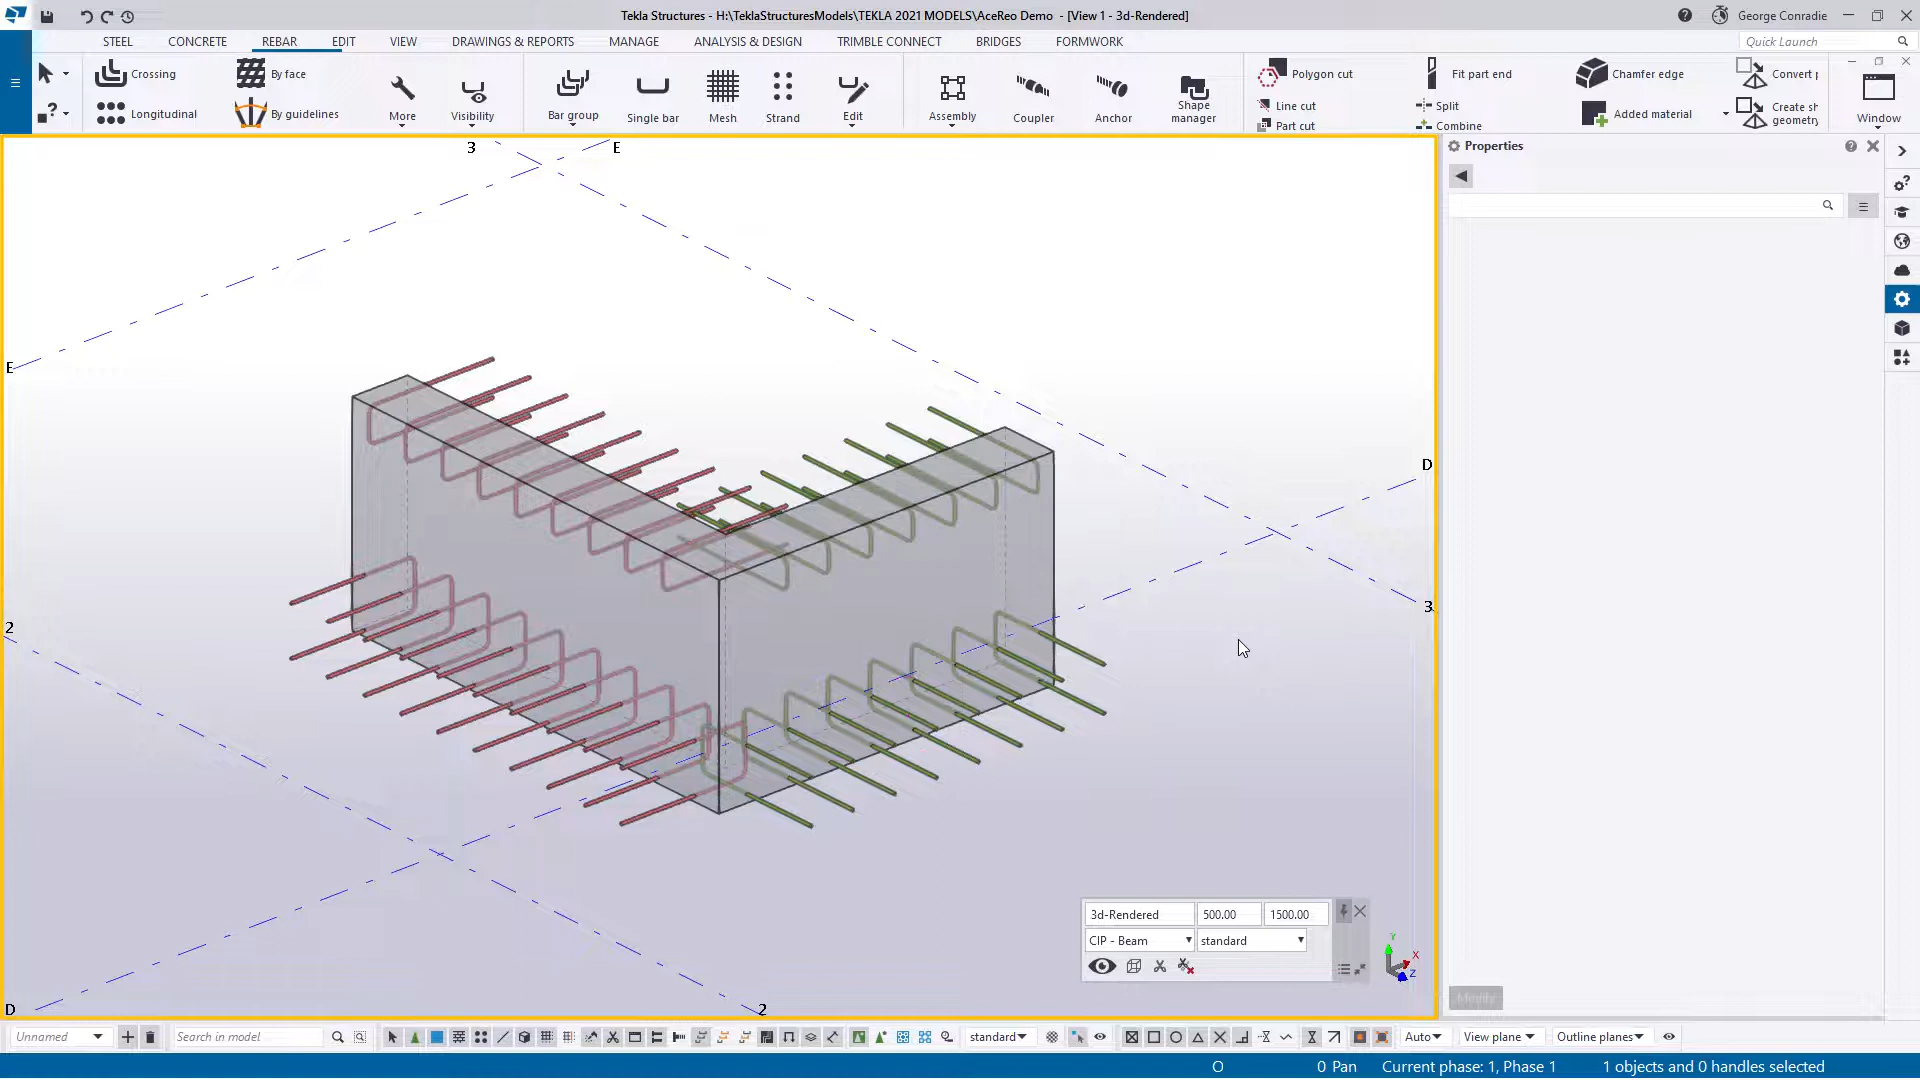 Tekla Structures - H:\TeklaStructuresModels\TEKLA 2021 MODELS\AceReo Demo - [View 1 - 3d-Rendered]
George Conradie
STEEL CONCRETE REBAR EDIT VIEW DRAWINGS & REPORTS MANAGE ANALYSIS & DESIGN TRIMBLE CONNECT BRIDGES FORMWORK
Quick Launch
Crossing
By face
Longitudinal
By guidelines
More
Visibility
Bar group
Single bar
Mesh
Strand
Edit
Assembly
Coupler
Anchor
Shape
manager
Polygon cut
Line cut
Part cut
Fit part end
Split
Combine
Chamfer edge
Added material
Convert p
Create sh
geometry
Window
Properties
3
E
E
D
2
3
D
2
3d-Rendered 500.00 1500.00
CIP - Beam standard
Y
X
Z
Modify
Unnamed
Search in model
standard
Auto
View plane
Outline planes
O 0 Pan Current phase: 1, Phase 1 1 objects and 0 handles selected